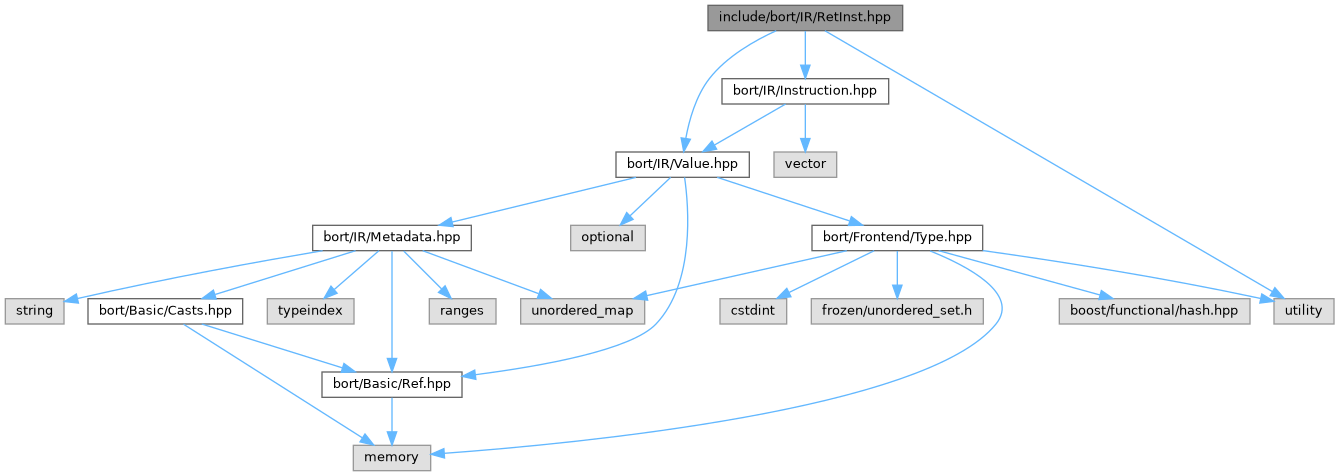 include/bort/IR/RetInst.hpp
bort/IR/Instruction.hpp
bort/IR/Value.hpp
vector
bort/IR/Metadata.hpp
optional
bort/Frontend/Type.hpp
string
bort/Basic/Casts.hpp
typeindex
ranges
unordered_map
cstdint
frozen/unordered_set.h
boost/functional/hash.hpp
utility
bort/Basic/Ref.hpp
memory